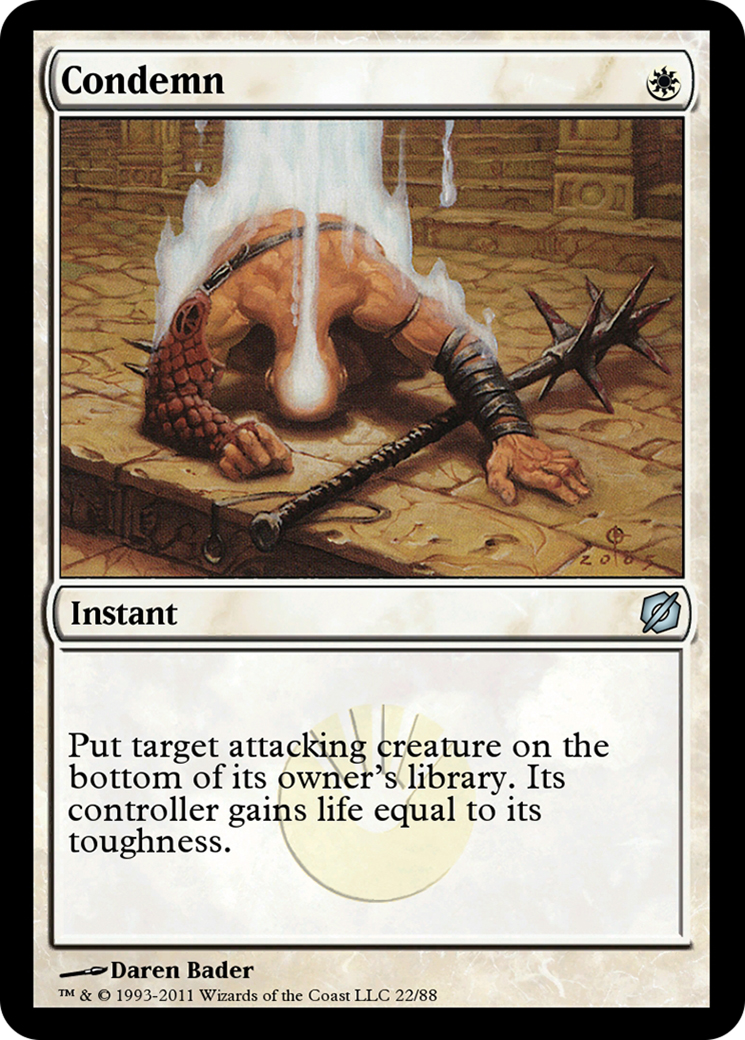 Condemn
2005
Instant
Put target attacking creature on the
bottom of its owner's library. Its
controller gains life equal to its
toughness.
Daren Bader
™ & © 1993-2011 Wizards of the Coast LLC 22/88